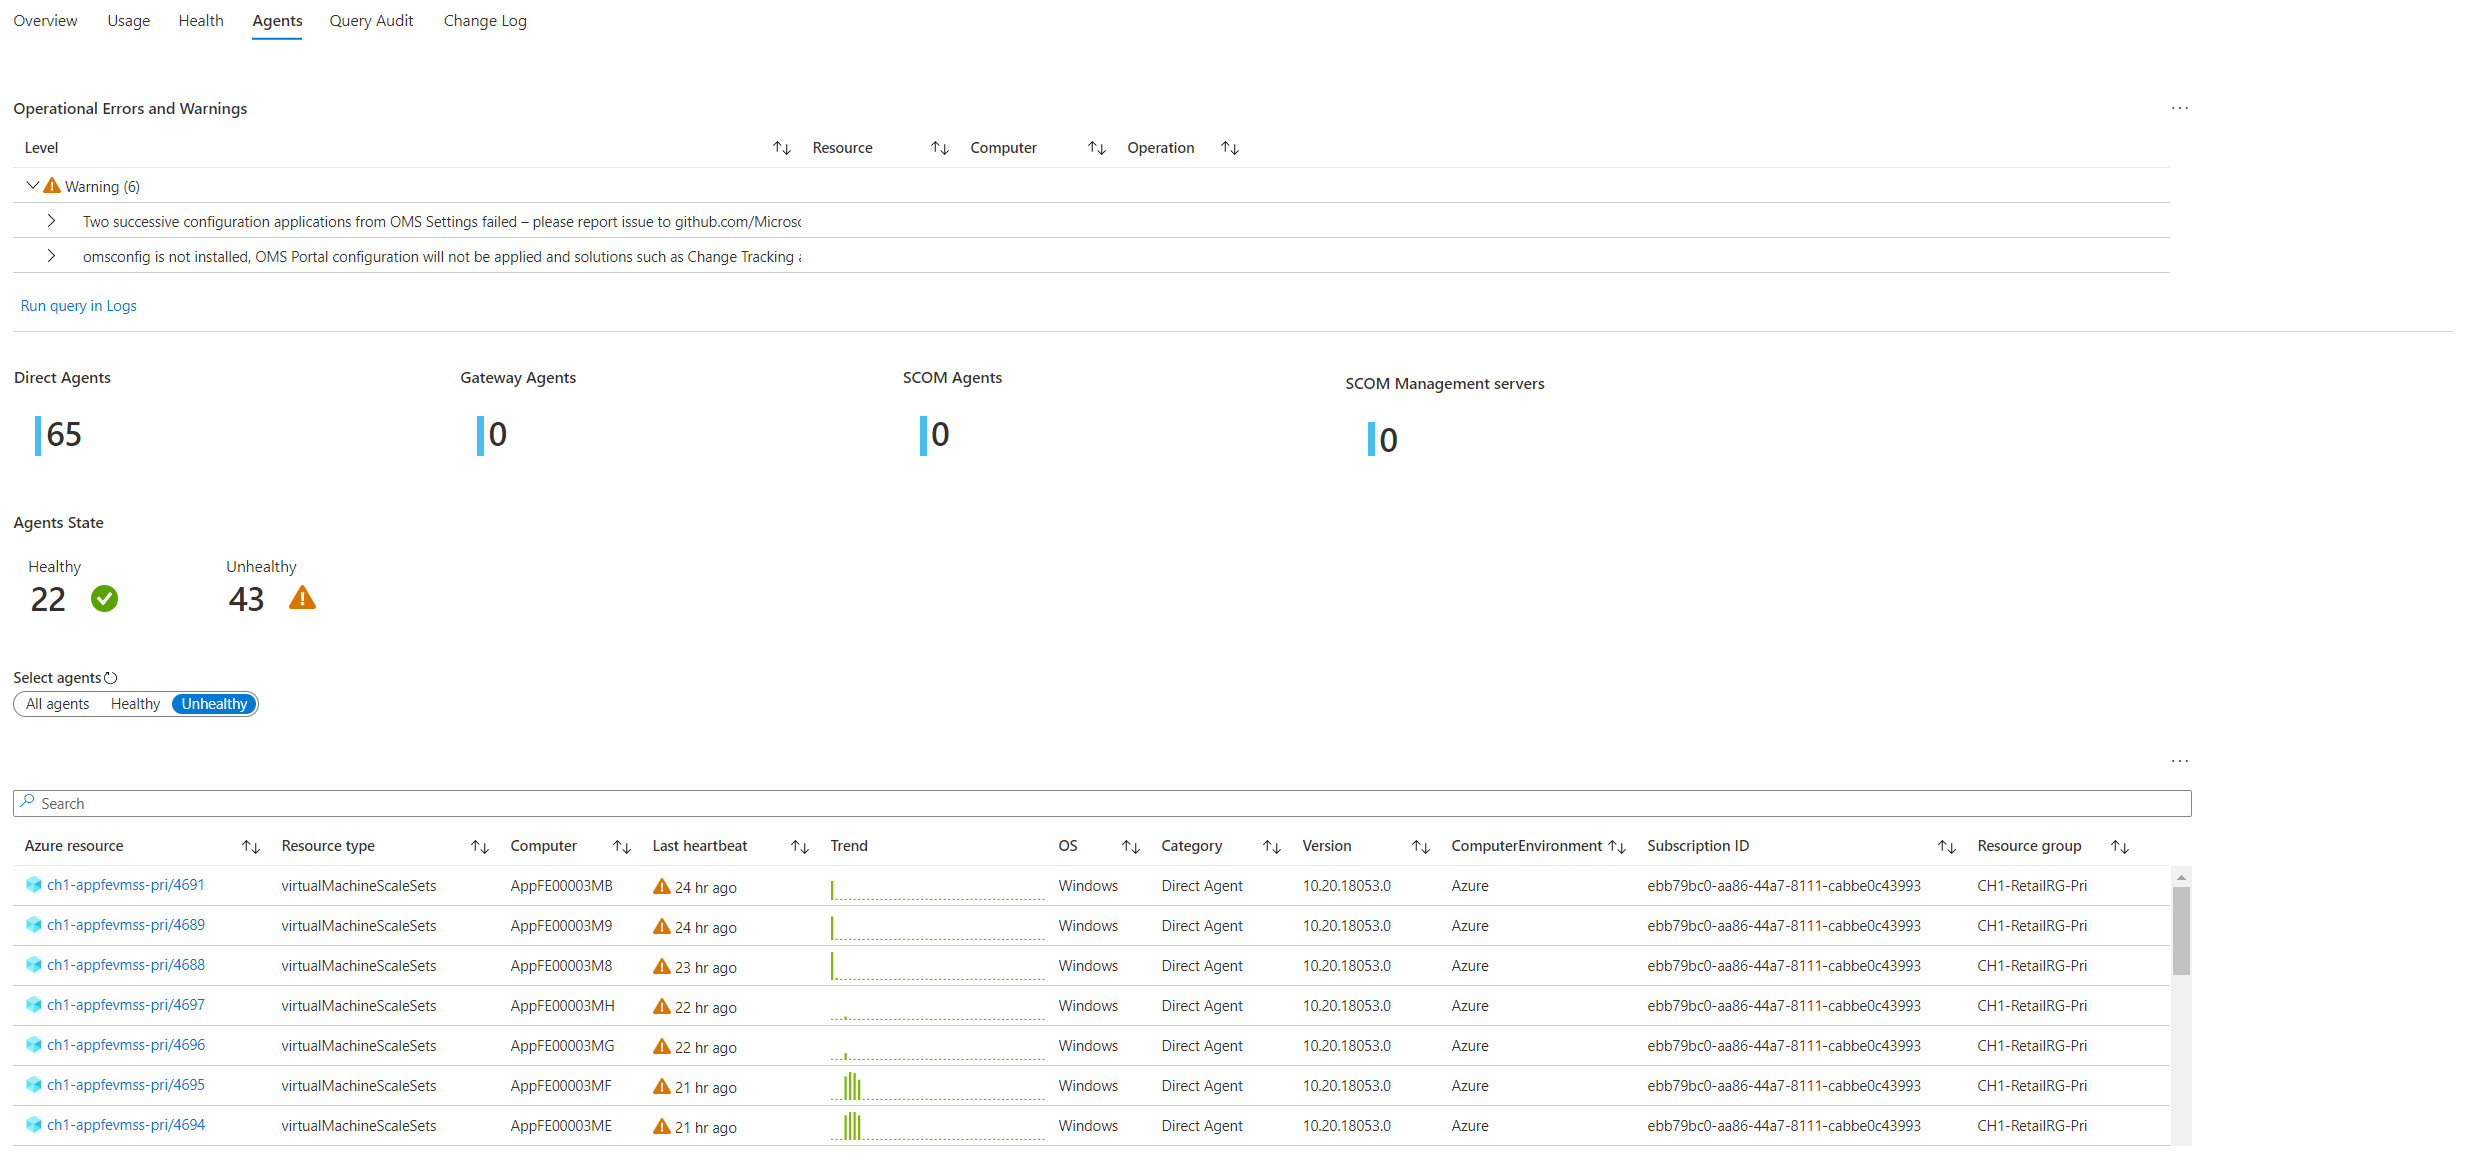 Overview Usage Health Agents Query Audit Change Log
Operational Errors and Warnings
Level Resource Computer Operation
Warning (6)
Two successive configuration applications from OMS Settings failed – please report issue to github.com/Microso
omsconfig is not installed, OMS Portal configuration will not be applied and solutions such as Change Tracking a
Run query in Logs
Direct Agents Gateway Agents SCOM Agents SCOM Management servers
65 0 0 0
Agents State
Healthy Unhealthy
22 43
Select agents
All agents Healthy Unhealthy
Search
Azure resource Resource type Computer Last heartbeat Trend OS Category Version ComputerEnvironment Subscription ID Resource group
ch1-appfevmss-pri/4691 virtualMachineScaleSets AppFE00003MB 24 hr ago Windows Direct Agent 10.20.18053.0 Azure ebb79bc0-aa86-44a7-8111-cabbe0c43993 CH1-RetailRG-Pri
ch1-appfevmss-pri/4689 virtualMachineScaleSets AppFE00003M9 24 hr ago Windows Direct Agent 10.20.18053.0 Azure ebb79bc0-aa86-44a7-8111-cabbe0c43993 CH1-RetailRG-Pri
ch1-appfevmss-pri/4688 virtualMachineScaleSets AppFE00003M8 23 hr ago Windows Direct Agent 10.20.18053.0 Azure ebb79bc0-aa86-44a7-8111-cabbe0c43993 CH1-RetailRG-Pri
ch1-appfevmss-pri/4697 virtualMachineScaleSets AppFE00003MH 22 hr ago Windows Direct Agent 10.20.18053.0 Azure ebb79bc0-aa86-44a7-8111-cabbe0c43993 CH1-RetailRG-Pri
ch1-appfevmss-pri/4696 virtualMachineScaleSets AppFE00003MG 22 hr ago Windows Direct Agent 10.20.18053.0 Azure ebb79bc0-aa86-44a7-8111-cabbe0c43993 CH1-RetailRG-Pri
ch1-appfevmss-pri/4695 virtualMachineScaleSets AppFE00003MF 21 hr ago Windows Direct Agent 10.20.18053.0 Azure ebb79bc0-aa86-44a7-8111-cabbe0c43993 CH1-RetailRG-Pri
ch1-appfevmss-pri/4694 virtualMachineScaleSets AppFE00003ME 21 hr ago Windows Direct Agent 10.20.18053.0 Azure ebb79bc0-aa86-44a7-8111-cabbe0c43993 CH1-RetailRG-Pri